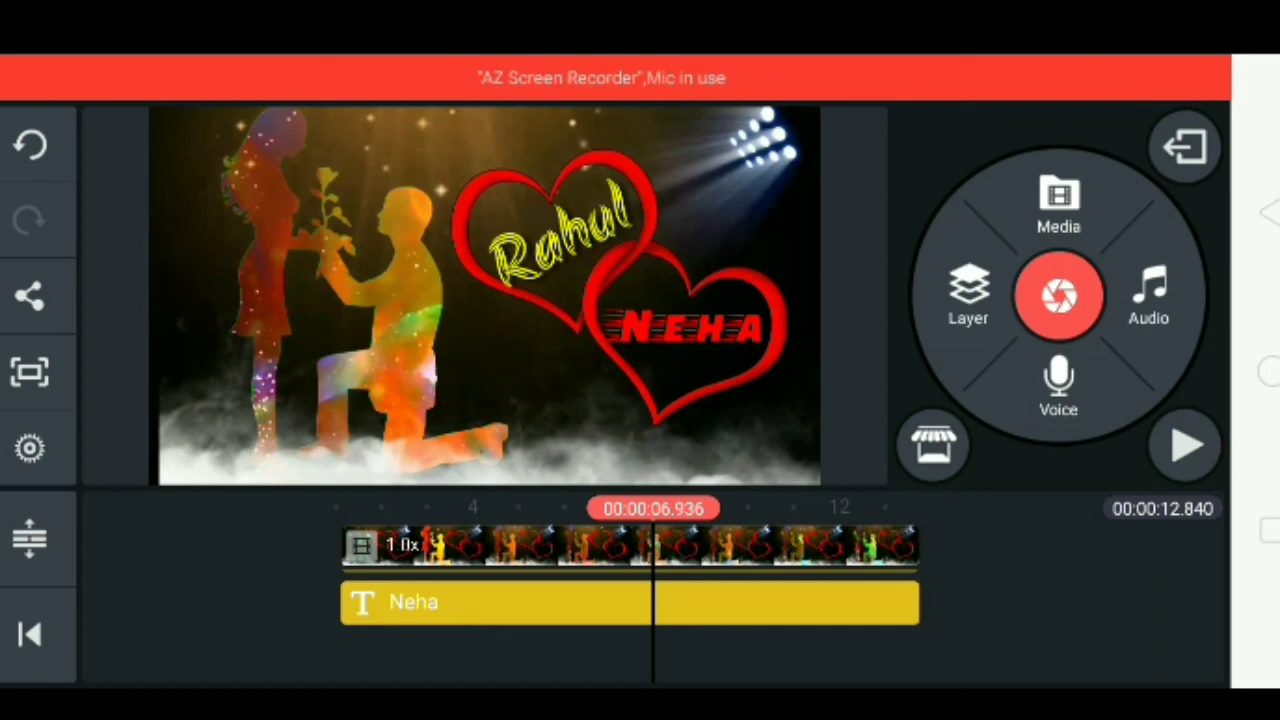 "AZ Screen Recorder",Mic in use
Rahul
NEHA
Media
Layer
Audio
Voice
4
00:00:06.936
12
00:00:12.840
1.0x
T Neha